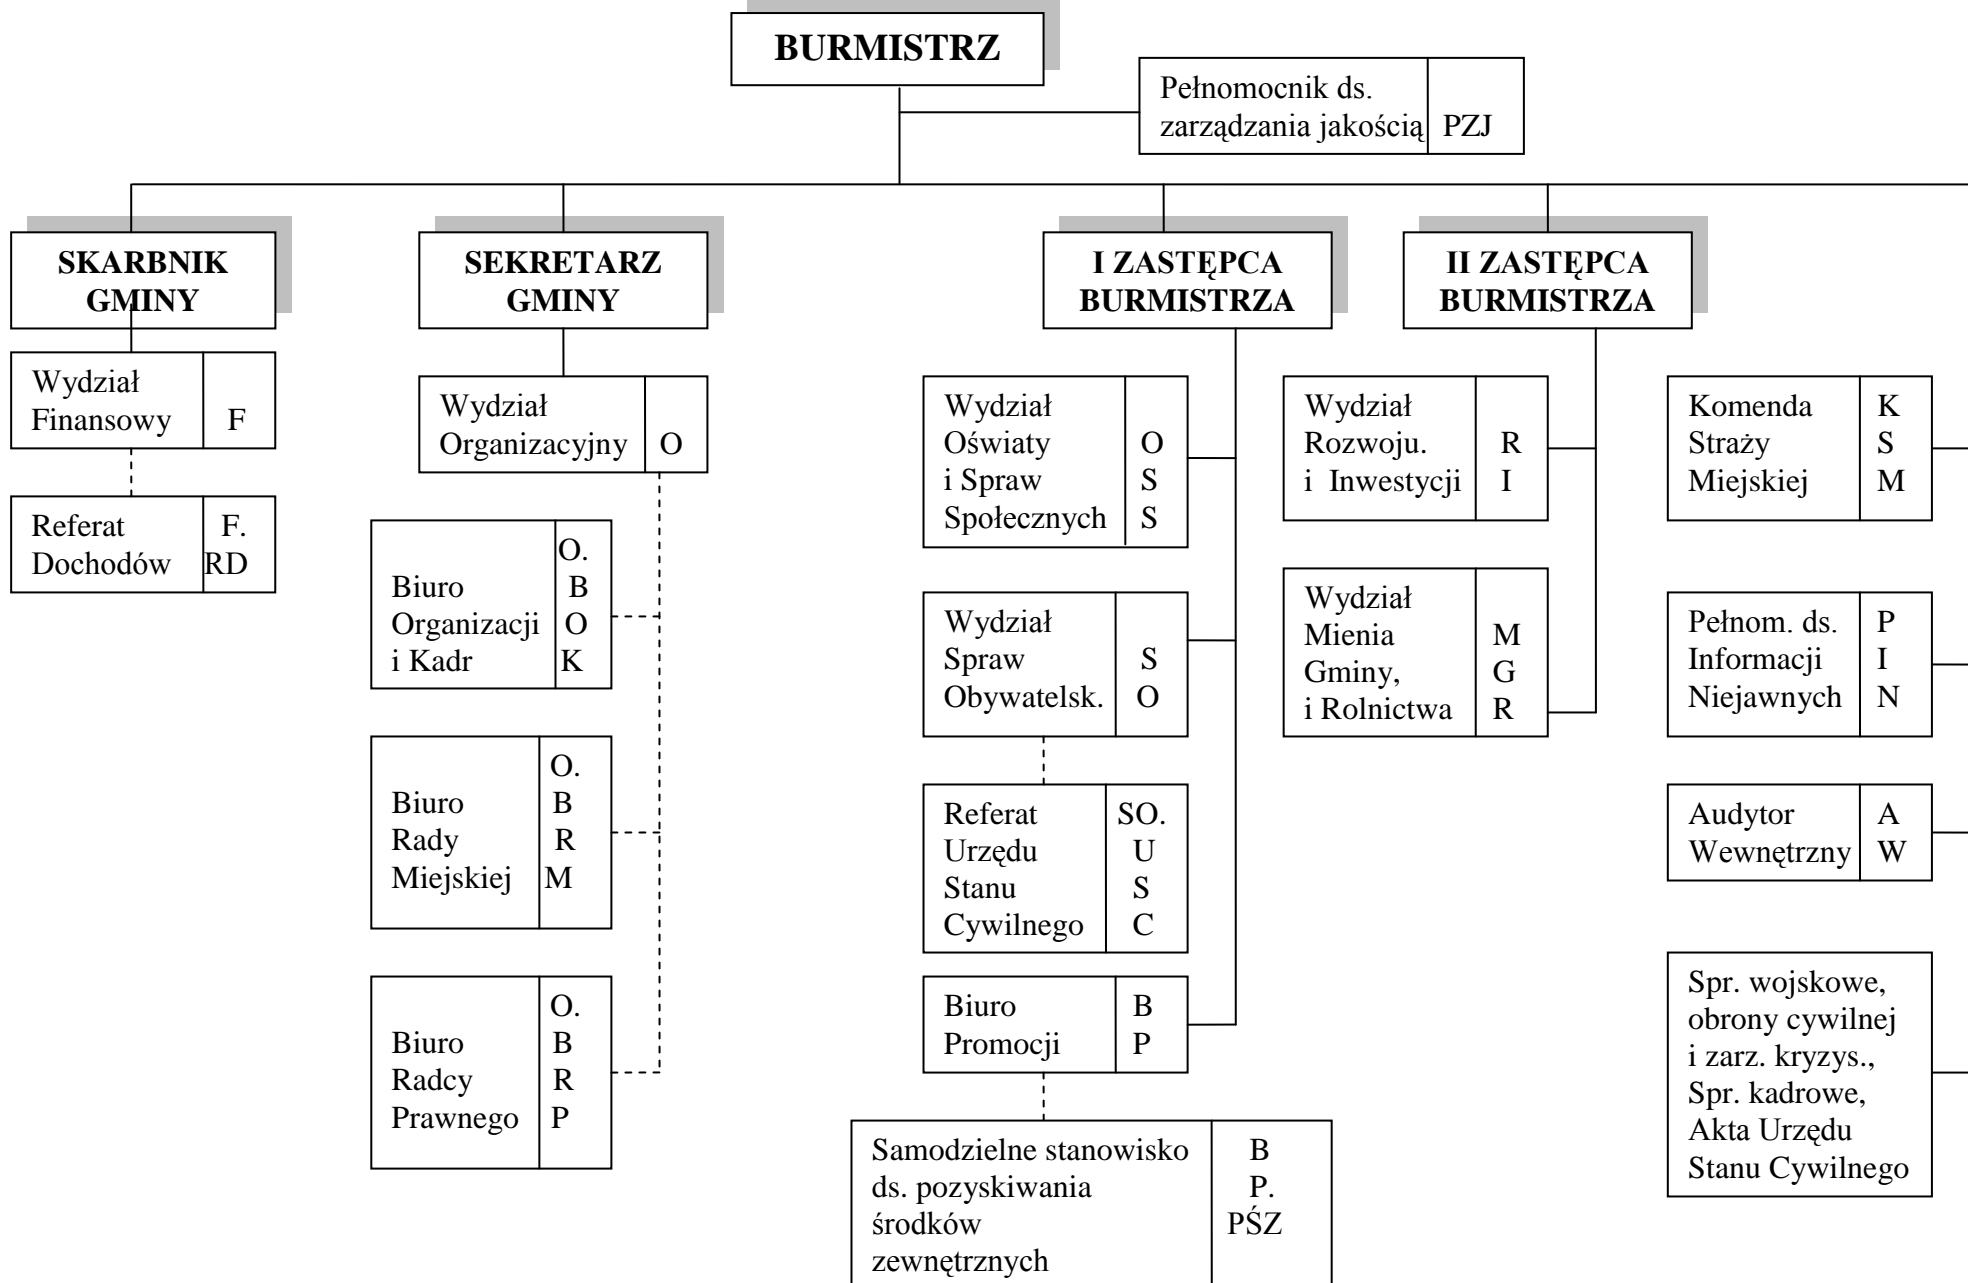 BURMISTRZ
Pełnomocnik ds.
zarządzania jakością PZJ
SKARBNIK
GMINY
Wydział
Finansowy F
Referat F.
Dochodów RD
SEKRETARZ
GMINY
Wydział
Organizacyjny O
O.
Biuro B
Organizacji O
i Kadr K
O.
Biuro B
Rady R
Miejskiej M
O.
Biuro B
Radcy R
Prawnego P
I ZASTĘPCA
BURMISTRZA
Wydział
Oświaty O
i Spraw S
Społecznych S
Wydział
Spraw S
Obywatelsk. O
Referat SO.
Urzędu U
Stanu S
Cywilnego C
Biuro B
Promocji P
Samodzielne stanowisko B
ds. pozyskiwania P.
środków PŚZ
zewnętrznych
II ZASTĘPCA
BURMISTRZA
Wydział
Rozwoju. R
i Inwestycji I
Wydział
Mienia M
Gminy, G
i Rolnictwa R
Komenda K
Straży S
Miejskiej M
Pełnom. ds. P
Informacji I
Niejawnych N
Audytor A
Wewnętrzny W
Spr. wojskowe,
obrony cywilnej
i zarz. kryzys.,
Spr. kadrowe,
Akta Urzędu
Stanu Cywilnego